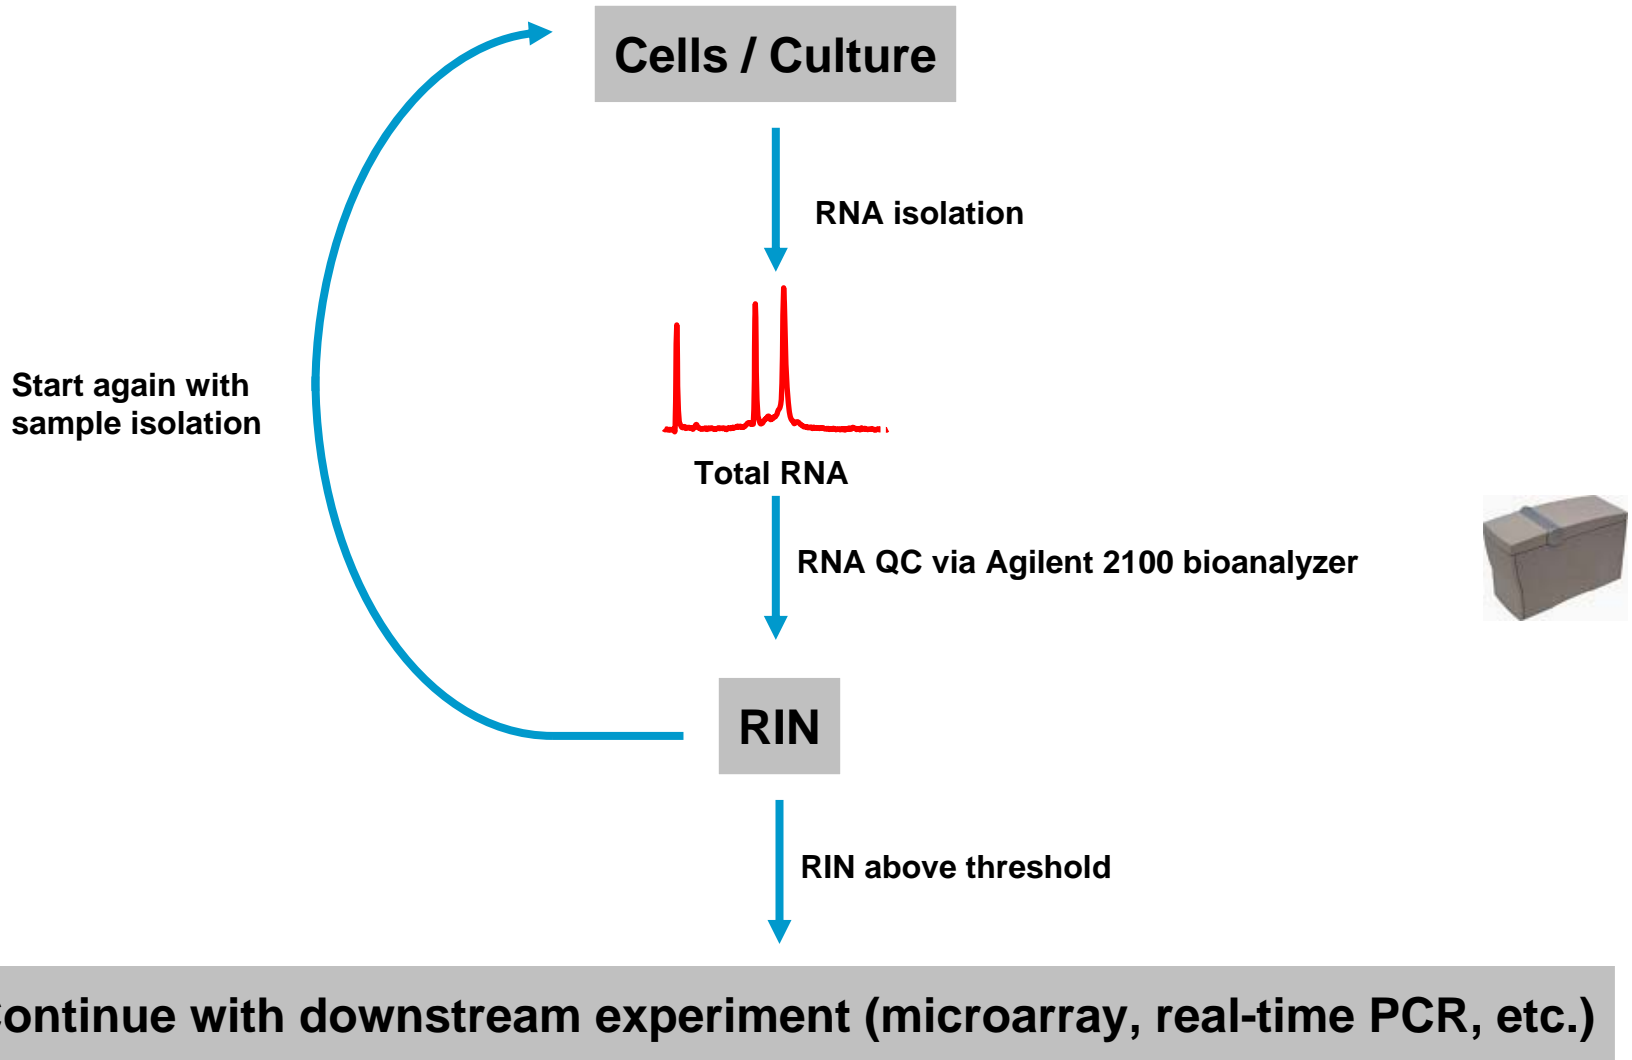 Cells / Culture
RNA isolation
Start again with
sample isolation
Total RNA
RNA QC via Agilent 2100 bioanalyzer
RIN
RIN above threshold
Continue with downstream experiment (microarray, real-time PCR, etc.)